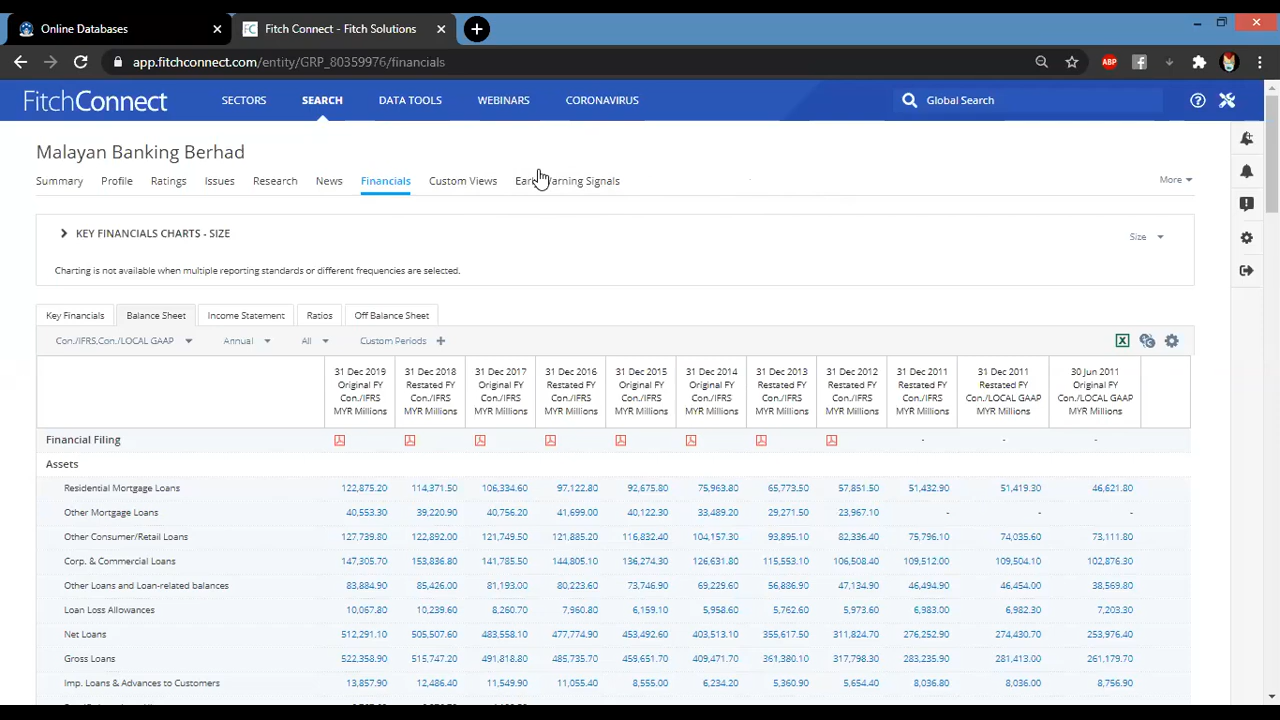 Online Databases
FC Fitch Connect - Fitch Solutions
app.fitchconnect.com/entity/GRP_80359976/financials
ABP
FitchConnect SECTORS SEARCH DATA TOOLS WEBINARS CORONAVIRUS Global Search
Malayan Banking Berhad
Summary Profile Ratings Issues Research News Financials Custom Views Warning Signals More
KEY FINANCIALS CHARTS - SIZE Size
Charting is not available when multiple reporting standards or different frequencies are selected.
Key Financials Balance Sheet Income Statement Ratios Off Balance Sheet
Con./IFRS,Con./LOCAL GAAP Annual All Custom Periods +
31 Dec 2019 31 Dec 2018 31 Dec 2017 31 Dec 2016 31 Dec 2015 31 Dec 2014 31 Dec 2013 31 Dec 2012 31 Dec 2011 31 Dec 2011 30 Jun 2011
Original FY Restated FY Original FY Restated FY Original FY Original FY Restated FY Restated FY Restated FY Restated FY Original FY
Con./IFRS Con./IFRS Con./IFRS Con./IFRS Con./IFRS Con./IFRS Con./IFRS Con./IFRS Con./IFRS Con./LOCAL GAAP Con./LOCAL GAAP
MYR Millions MYR Millions MYR Millions MYR Millions MYR Millions MYR Millions MYR Millions MYR Millions MYR Millions MYR Millions MYR Millions
Financial Filing - - -
Assets
Residential Mortgage Loans 122,875.20 114,371.50 106,334.60 97,122.80 92,675.80 75,963.80 65,773.50 57,851.50 51,432.90 51,419.30 46,621.80
Other Mortgage Loans 40,553.30 39,220.90 40,756.20 41,699.00 40,122.30 33,489.20 29,271.50 23,967.10 - - -
Other Consumer/Retail Loans 127,739.80 122,892.00 121,749.50 121,885.20 116,832.40 104,157.30 93,895.10 82,336.40 75,796.10 74,035.60 73,111.80
Corp. & Commercial Loans 147,305.70 153,836.80 141,785.50 144,805.10 136,274.30 126,631.80 115,553.10 106,508.40 109,512.00 109,504.10 102,876.30
Other Loans and Loan-related balances 83,884.90 85,426.00 81,193.00 80,223.60 73,746.90 69,229.60 56,886.90 47,134.90 46,494.90 46,454.00 38,569.80
Loan Loss Allowances 10,067.80 10,239.60 8,260.70 7,960.80 6,159.10 5,958.60 5,762.60 5,973.60 6,983.00 6,982.30 7,203.30
Net Loans 512,291.10 505,507.60 483,558.10 477,774.90 453,492.60 403,513.10 355,617.50 311,824.70 276,252.90 274,430.70 253,976.40
Gross Loans 522,358.90 515,747.20 491,818.80 485,735.70 459,651.70 409,471.70 361,380.10 317,798.30 283,235.90 281,413.00 261,179.70
Imp. Loans & Advances to Customers 13,857.90 12,486.40 11,549.90 11,055.40 8,555.00 6,234.20 5,360.90 5,654.40 8,036.80 8,036.00 8,756.90